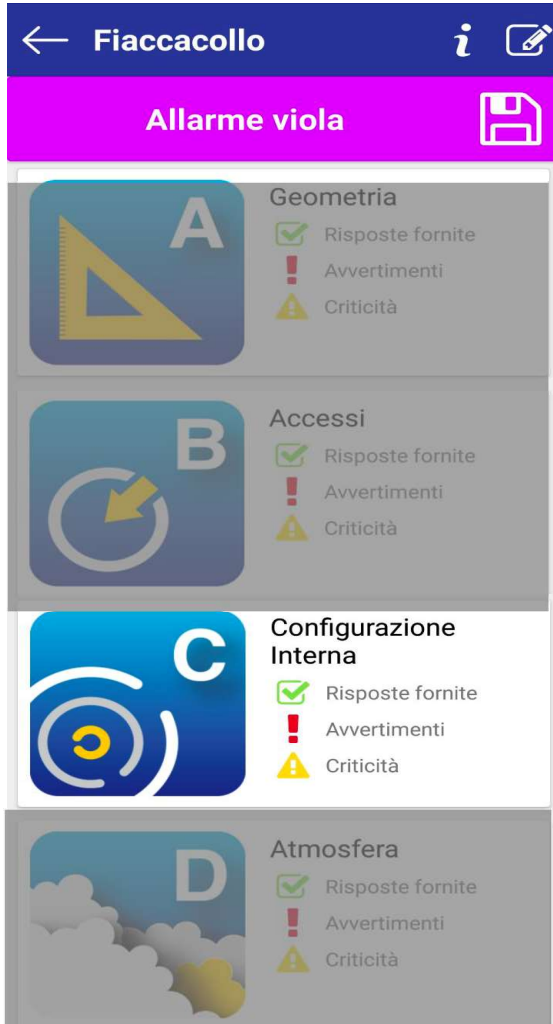 Fiaccacollo
Allarme viola
A
Geometria
Risposte fornite
Avvertimenti
Criticità
B
Accessi
Risposte fornite
Avvertimenti
Criticità
C
Configurazione
Interna
Risposte fornite
Avvertimenti
Criticità
D
Atmosfera
Risposte fornite
Avvertimenti
Criticità